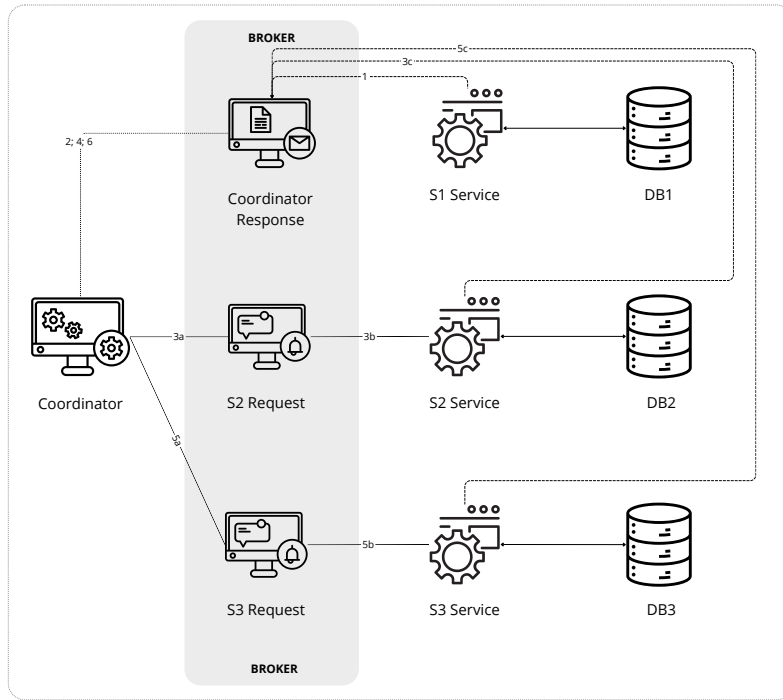 BROKER
5c
3c
1
2; 4; 6
Coordinator
Response
S1 Service
DB1
3a
3b
Coordinator
S2 Request
S2 Service
DB2
5a
5b
S3 Request
S3 Service
DB3
BROKER